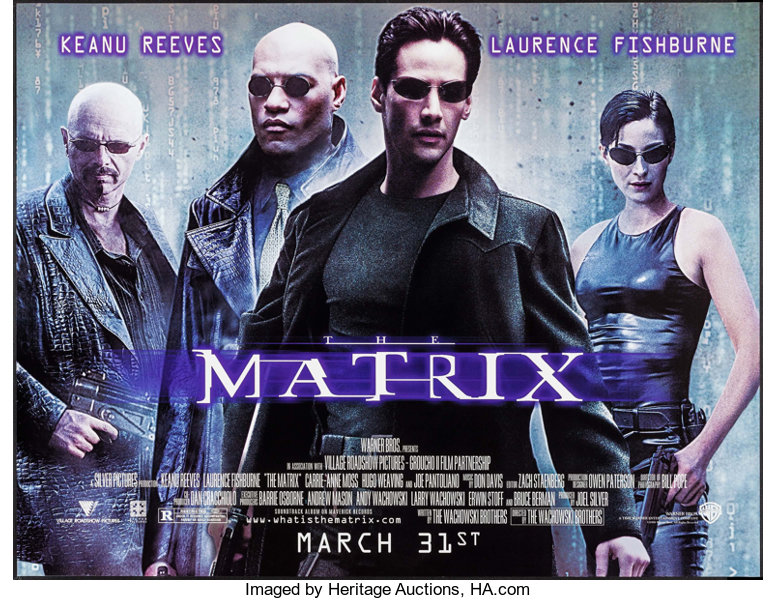 KEANU REEVES
LAURENCE FISHBURNE
THE
MATRIX
WARNER BROS. PRESENTS
IN ASSOCIATION WITH VILLAGE ROADSHOW PICTURES - GROUCHO II FILM PARTNERSHIP
A SILVER PICTURES PRODUCTION KEANU REEVES LAURENCE FISHBURNE "THE MATRIX" CARRIE-ANNE MOSS HUGO WEAVING AND JOE PANTOLIANO MUSIC BY DON DAVIS EDITOR ZACH STAENBERG PRODUCTION DESIGNER OWEN PATERSON DIRECTOR OF PHOTOGRAPHY BILL POPE
DAN CRACCHIOLO EXECUTIVE PRODUCERS BARRIE OSBORNE ANDREW MASON ANDY WACHOWSKI LARRY WACHOWSKI ERWIN STOFF AND BRUCE BERMAN PRODUCED BY JOEL SILVER
SOUNDTRACK ALBUM ON MAVERICK RECORDS
WRITTEN BY THE WACHOWSKI BROTHERS DIRECTED BY THE WACHOWSKI BROTHERS
VILLAGE ROADSHOW PICTURES
R
www.whatisthematrix.com
WB
MARCH 31ST
Imaged by Heritage Auctions, HA.com